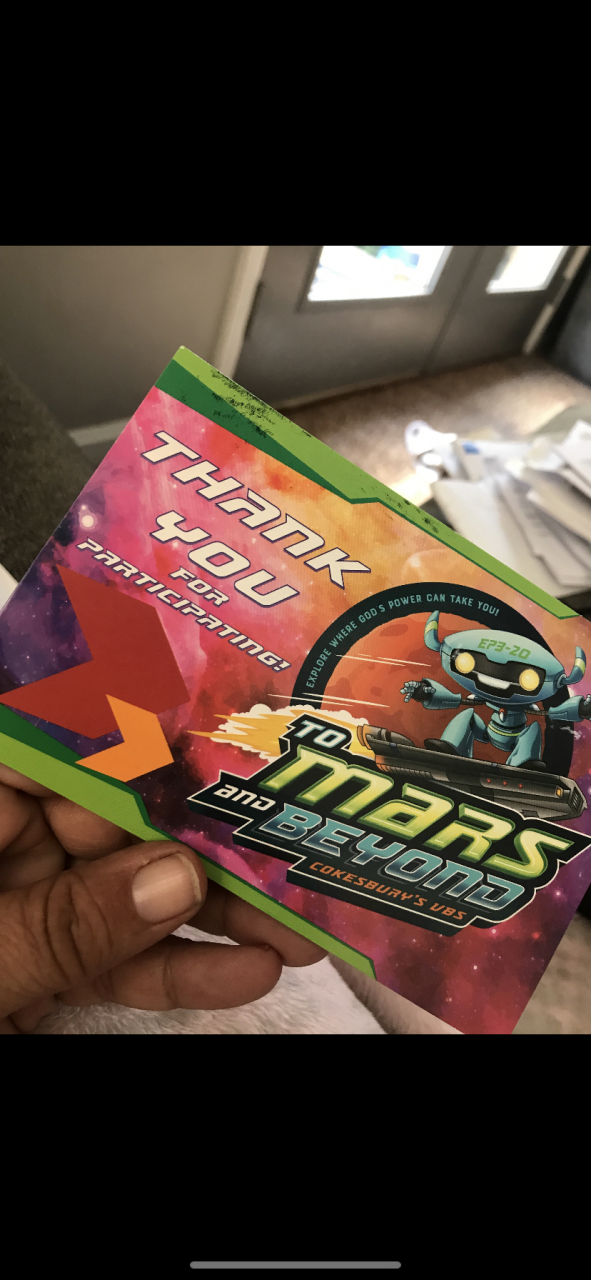 THANK
YOU
FOR
PARTICIPATING!
EXPLORE WHERE GOD'S POWER CAN TAKE YOU!
EP3-20
TO
MARS
AND BEYOND
COKESBURY'S VBS